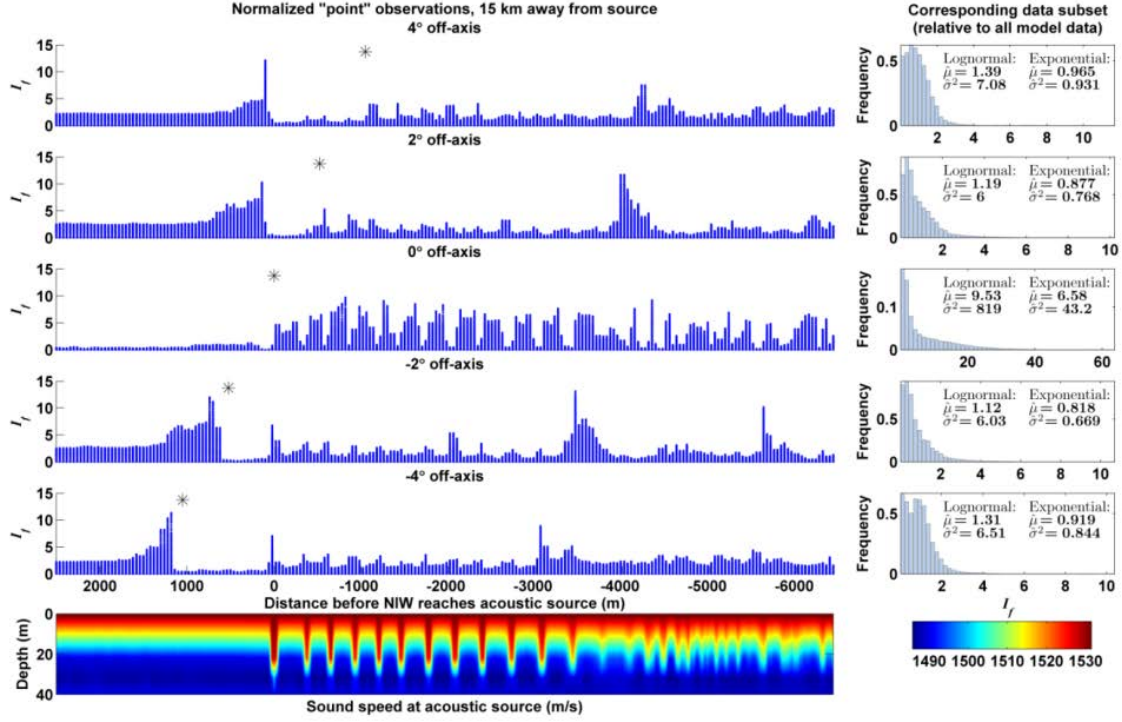 Normalized "point" observations, 15 km away from source
Corresponding data subset
(relative to all model data)
4° off-axis
I_f
15
10
5
0
*
Frequency
0.5
0
Lognormal: Exponential:
μ̂ = 1.39 μ̂ = 0.965
σ̂² = 7.08 σ̂² = 0.931
2 4 6 8 10
2° off-axis
I_f
15
10
5
0
*
Frequency
0.5
0
Lognormal: Exponential:
μ̂ = 1.19 μ̂ = 0.877
σ̂² = 6 σ̂² = 0.768
2 4 6 8 10
0° off-axis
I_f
15
10
5
0
*
Frequency
0.1
0
Lognormal: Exponential:
μ̂ = 9.53 μ̂ = 6.58
σ̂² = 819 σ̂² = 43.2
20 40 60
-2° off-axis
I_f
15
10
5
0
*
Frequency
0.5
0
Lognormal: Exponential:
μ̂ = 1.12 μ̂ = 0.818
σ̂² = 6.03 σ̂² = 0.669
2 4 6 8 10
-4° off-axis
I_f
15
10
5
0
*
2000 1000 0 -1000 -2000 -3000 -4000 -5000 -6000
Distance before NIW reaches acoustic source (m)
Frequency
0.5
0
Lognormal: Exponential:
μ̂ = 1.31 μ̂ = 0.919
σ̂² = 6.51 σ̂² = 0.844
0 2 4 6 8 10
I_f
Depth (m)
0
20
40
Sound speed at acoustic source (m/s)
1490 1500 1510 1520 1530